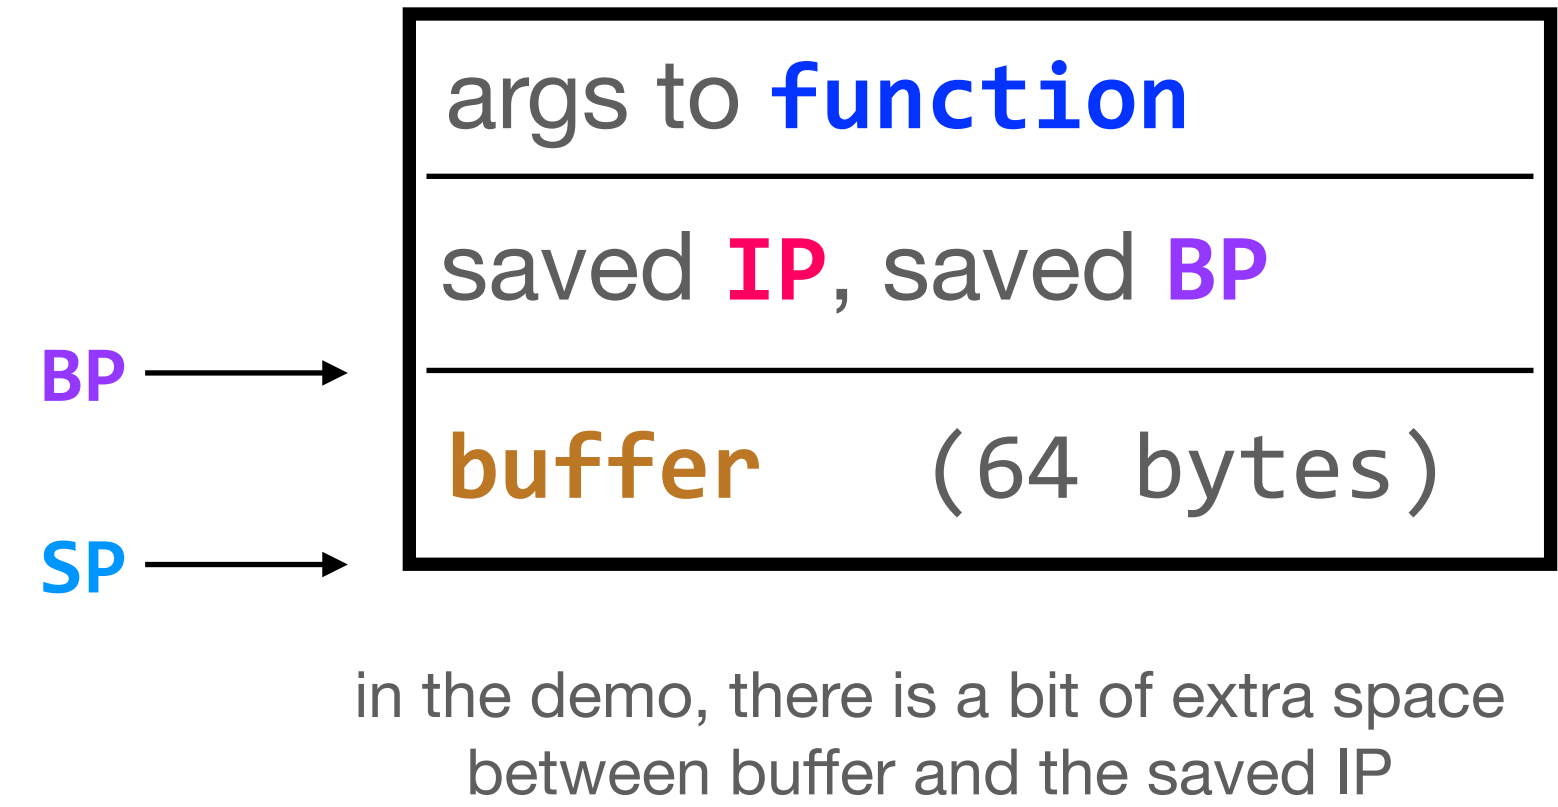 args to function
saved IP, saved BP
BP
buffer (64 bytes)
SP
in the demo, there is a bit of extra space
between buffer and the saved IP